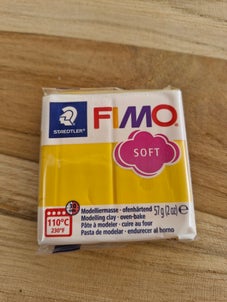 STAEDTLER
FIMO
SOFT
110°C
230°F
Modelliermasse - ofenhärtend
Modelling clay - oven-bake
Pâte à modeler - cuire au four
Pasta de modelar - endurecer al horno
57 g (2 oz) ℮